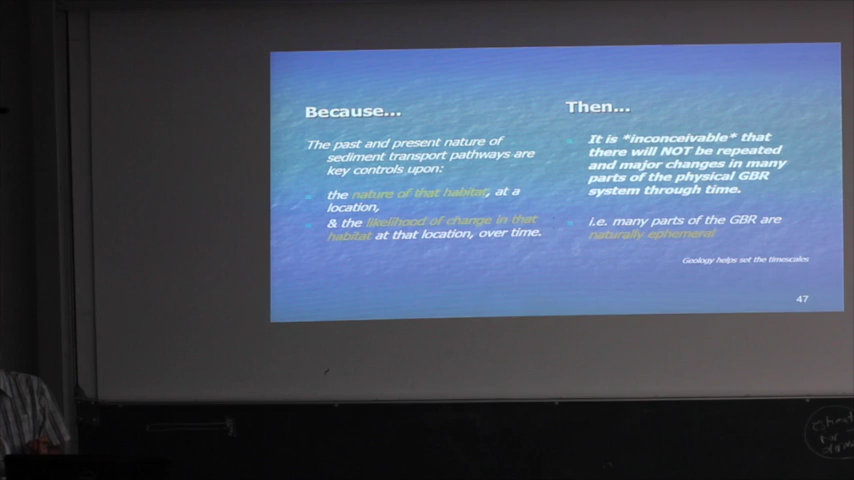 Because...
The past and present nature of
sediment transport pathways are
key controls upon:
the nature of that habitat, at a
location,
& the likelihood of change in that
habitat at that location, over time.
Then...
It is *inconceivable* that
there will NOT be repeated
and major changes in many
parts of the physical GBR
system through time.
i.e. many parts of the GBR are
naturally ephemeral
Geology helps set the timescales
47